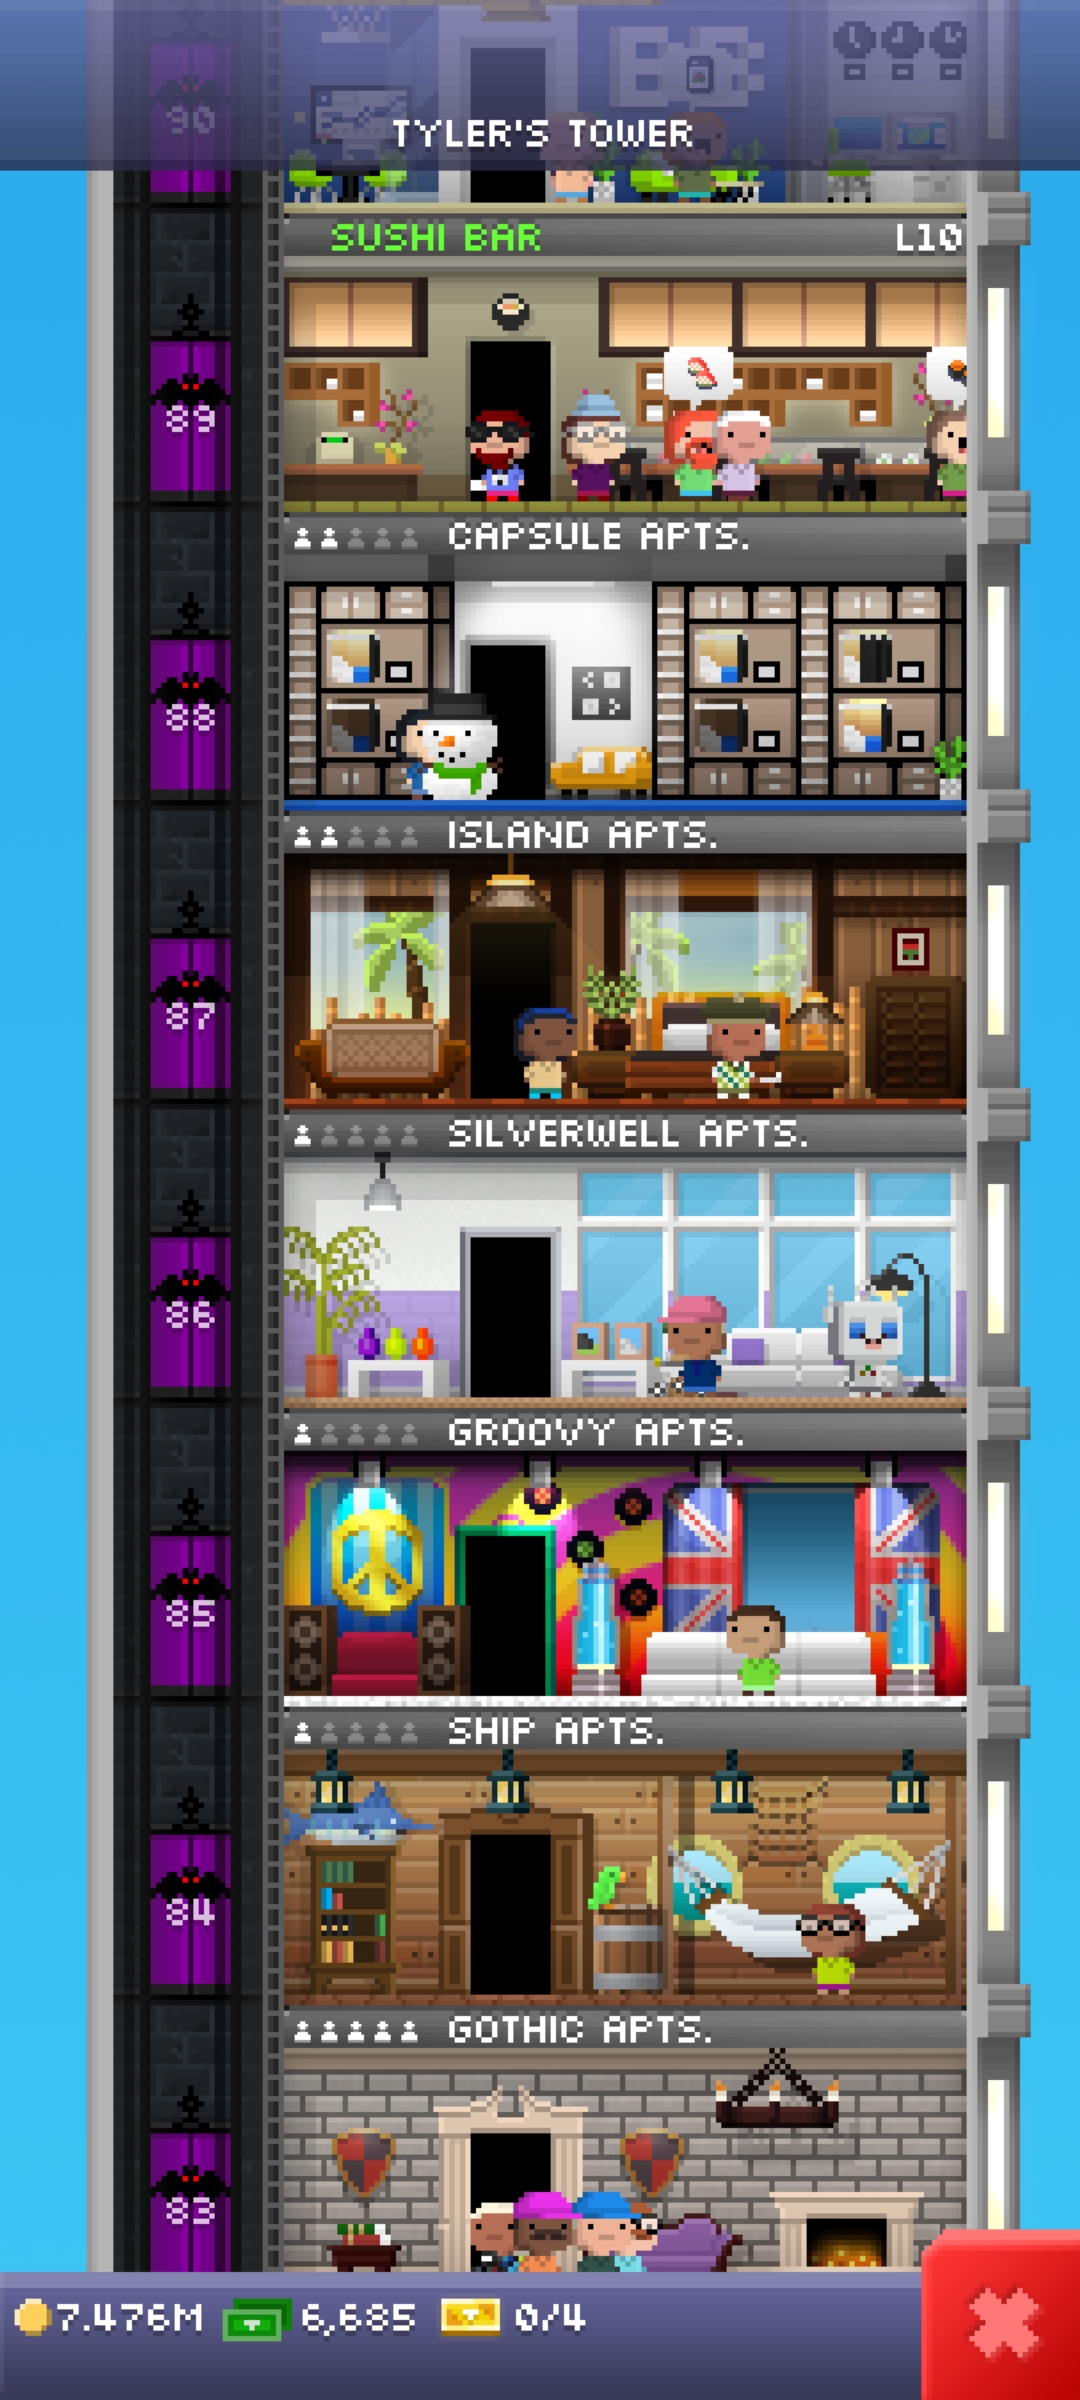 90
TYLER'S TOWER
SUSHI BAR L10
89
CAPSULE APTS.
88
ISLAND APTS.
87
SILVERWELL APTS.
86
GROOVY APTS.
85
SHIP APTS.
84
GOTHIC APTS.
83
7.476M 6,685 0/4